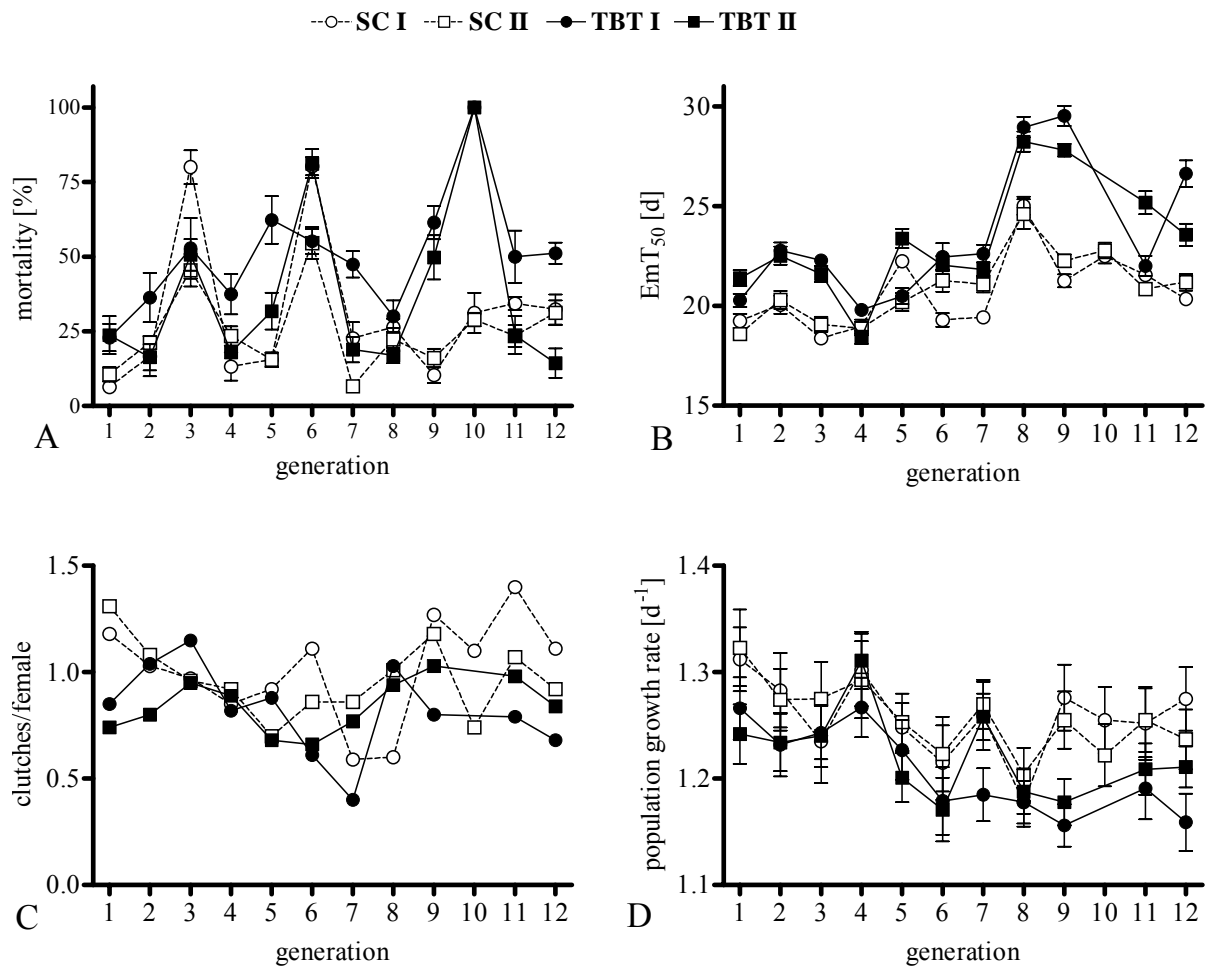 SC I SC II TBT I TBT II
mortality [%]
100
75
50
25
0
1 2 3 4 5 6 7 8 9 10 11 12
generation
A
EmT50 [d]
30
25
20
15
1 2 3 4 5 6 7 8 9 10 11 12
generation
B
clutches/female
1.5
1.0
0.5
0.0
1 2 3 4 5 6 7 8 9 10 11 12
generation
C
population growth rate [d-1]
1.4
1.3
1.2
1.1
1 2 3 4 5 6 7 8 9 10 11 12
generation
D